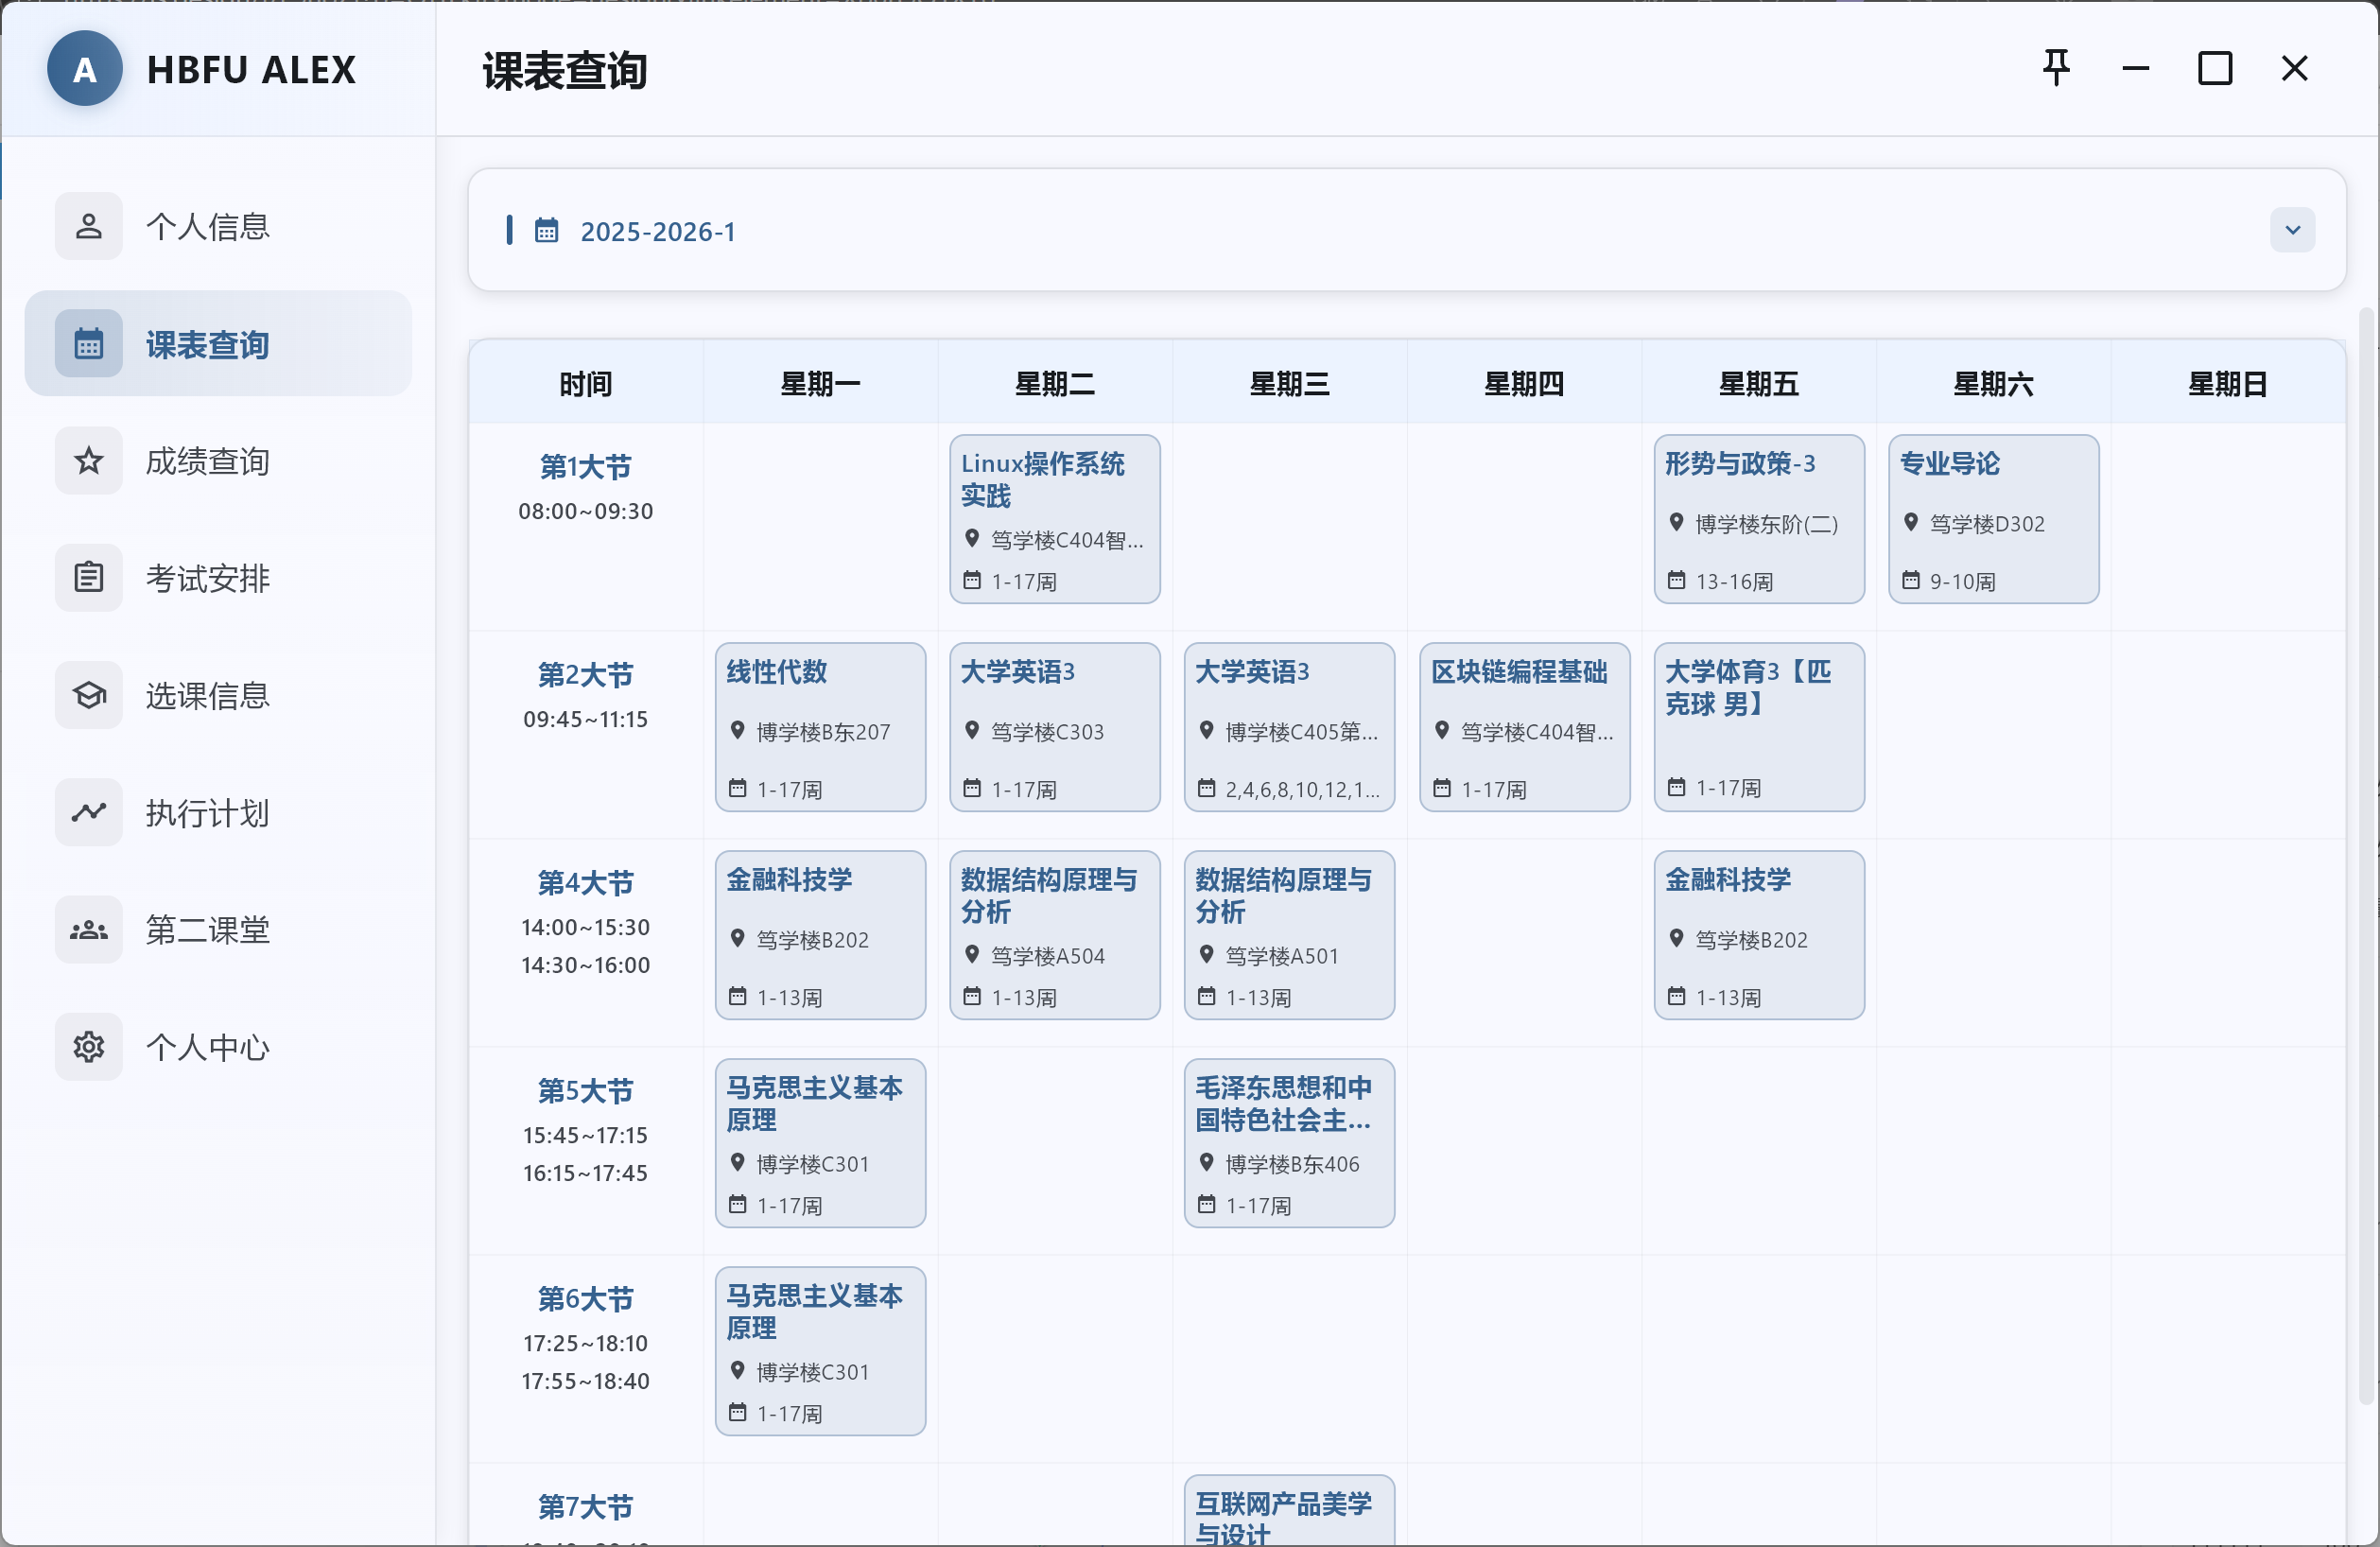 A HBFU ALEX
课表查询
个人信息
课表查询
成绩查询
考试安排
选课信息
执行计划
第二课堂
个人中心
2025-2026-1
时间 星期一 星期二 星期三 星期四 星期五 星期六 星期日
第1大节
08:00~09:30
Linux操作系统
实践
笃学楼C404智...
1-17周
形势与政策-3
博学楼东阶(二)
13-16周
专业导论
笃学楼D302
9-10周
第2大节
09:45~11:15
线性代数
博学楼B东207
1-17周
大学英语3
笃学楼C303
1-17周
大学英语3
博学楼C405第...
2,4,6,8,10,12,1...
区块链编程基础
笃学楼C404智...
1-17周
大学体育3【匹
克球 男】
1-17周
第4大节
14:00~15:30
14:30~16:00
金融科技学
笃学楼B202
1-13周
数据结构原理与
分析
笃学楼A504
1-13周
数据结构原理与
分析
笃学楼A501
1-13周
金融科技学
笃学楼B202
1-13周
第5大节
15:45~17:15
16:15~17:45
马克思主义基本
原理
博学楼C301
1-17周
毛泽东思想和中
国特色社会主...
博学楼B东406
1-17周
第6大节
17:25~18:10
17:55~18:40
马克思主义基本
原理
博学楼C301
1-17周
第7大节
互联网产品美学
与设计